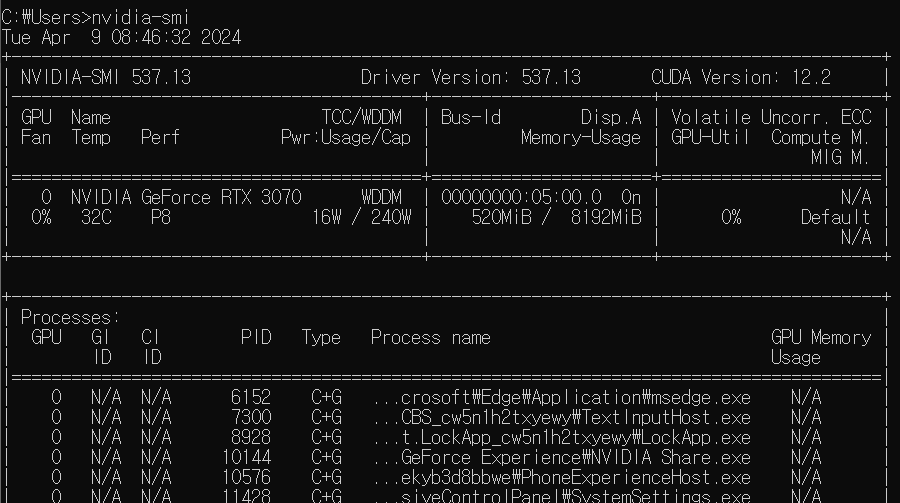 C:₩Users>nvidia-smi
Tue Apr  9 08:46:32 2024
NVIDIA-SMI 537.13                 Driver Version: 537.13       CUDA Version: 12.2
GPU  Name                     TCC/WDDM | Bus-Id        Disp.A | Volatile Uncorr. ECC
Fan  Temp   Perf          Pwr:Usage/Cap |         Memory-Usage | GPU-Util  Compute M.
MIG M.
0  NVIDIA GeForce RTX 3070      WDDM | 00000000:05:00.0  On | N/A
0%   32C    P8              16W / 240W |    520MiB /  8192MiB |      0%      Default
N/A
Processes:
GPU   GI   CI        PID   Type   Process name                            GPU Memory
ID   ID                                                             Usage
0   N/A  N/A      6152    C+G   ...crosoft₩Edge₩Application₩msedge.exe    N/A
0   N/A  N/A      7300    C+G   ...CBS_cw5n1h2txyewy₩TextInputHost.exe    N/A
0   N/A  N/A      8928    C+G   ...t.LockApp_cw5n1h2txyewy₩LockApp.exe    N/A
0   N/A  N/A     10144    C+G   ...GeForce Experience₩NVIDIA Share.exe    N/A
0   N/A  N/A     10576    C+G   ...ekyb3d8bbwe₩PhoneExperienceHost.exe    N/A
0   N/A  N/A     11428    C+G   ...siveControlPanel₩SystemSettings.exe    N/A